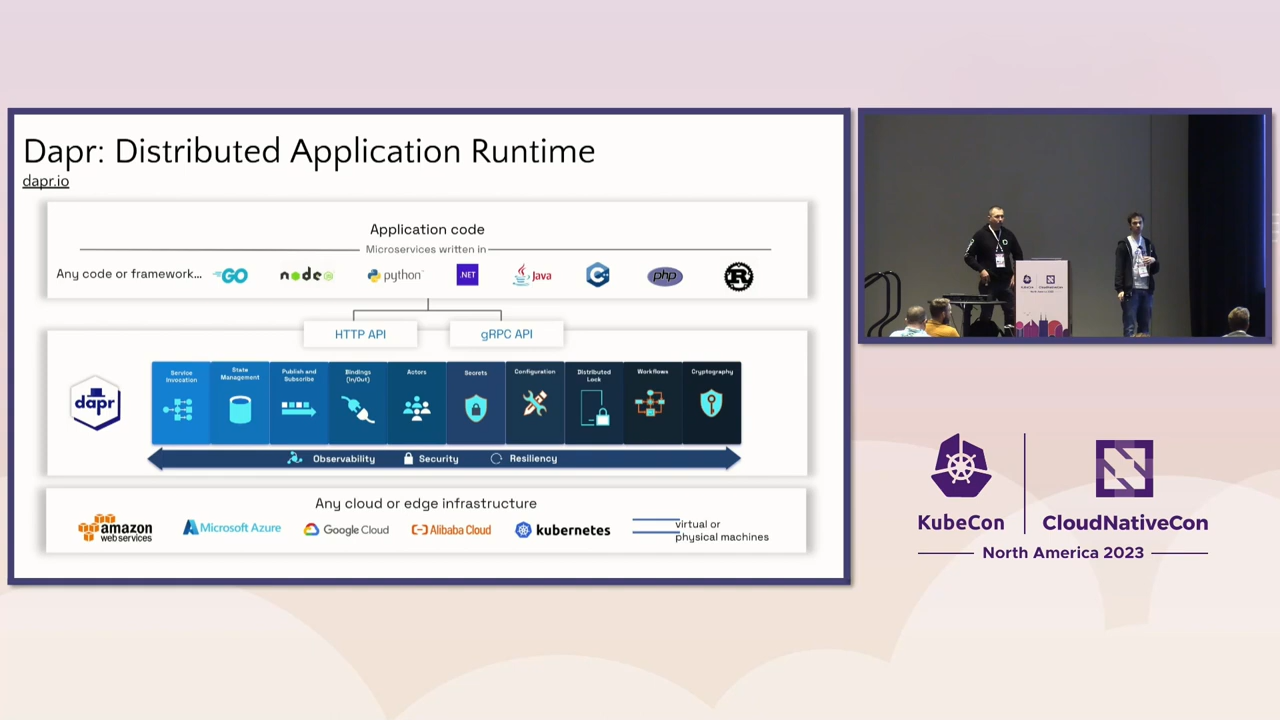 Dapr: Distributed Application Runtime
dapr.io
Application code
Microservices written in
Any code or framework...
GO
node
python
.NET
Java
C++
php
R
HTTP API
gRPC API
dapr
Service Invocation
State Management
Publish and Subscribe
Bindings (In/Out)
Actors
Secrets
Configuration
Distributed Lock
Workflows
Cryptography
Observability
Security
Resiliency
Any cloud or edge infrastructure
amazon web services
Microsoft Azure
Google Cloud
Alibaba Cloud
kubernetes
virtual or
physical machines
KubeCon
CloudNativeCon
KubeCon
CloudNativeCon
North America 2023